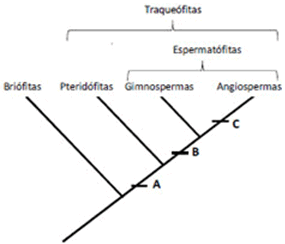 Traqueófitas
Espermatófitas
Briófitas Pteridófitas Gimnospermas Angiospermas
C
B
A